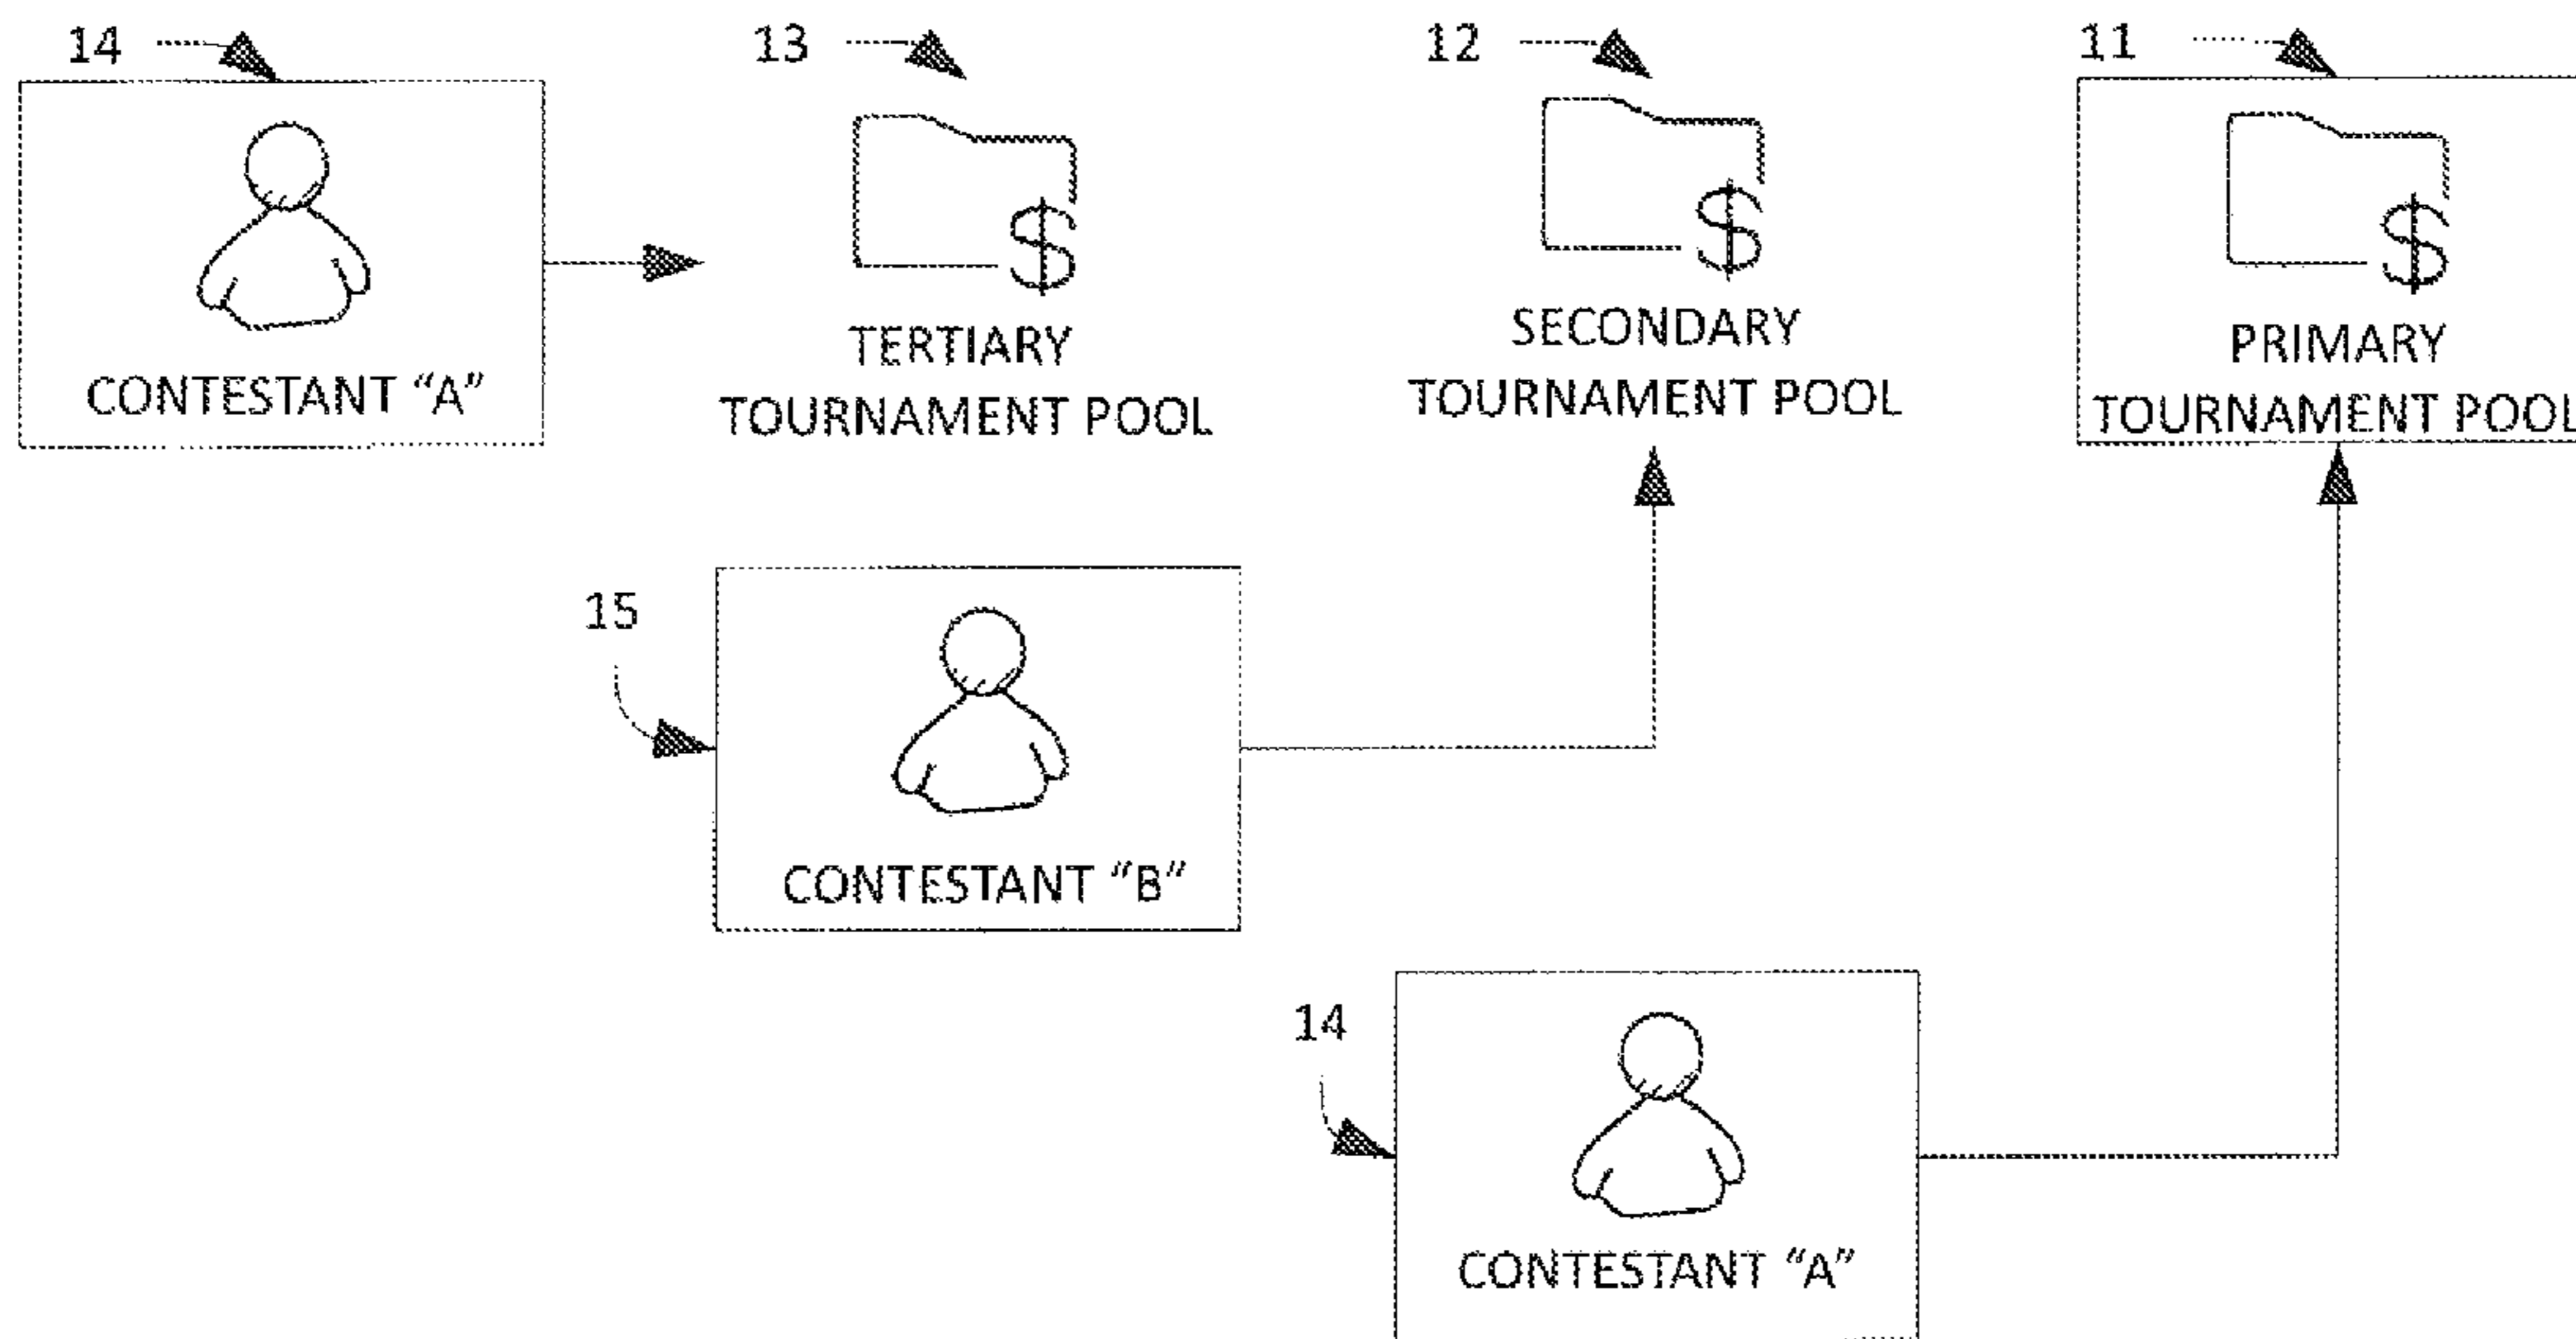 14
13
12
11
$
$
$
CONTESTANT “A”
TERTIARY
TOURNAMENT POOL
SECONDARY
TOURNAMENT POOL
PRIMARY
TOURNAMENT POOL
15
CONTESTANT “B”
14
CONTESTANT “A”